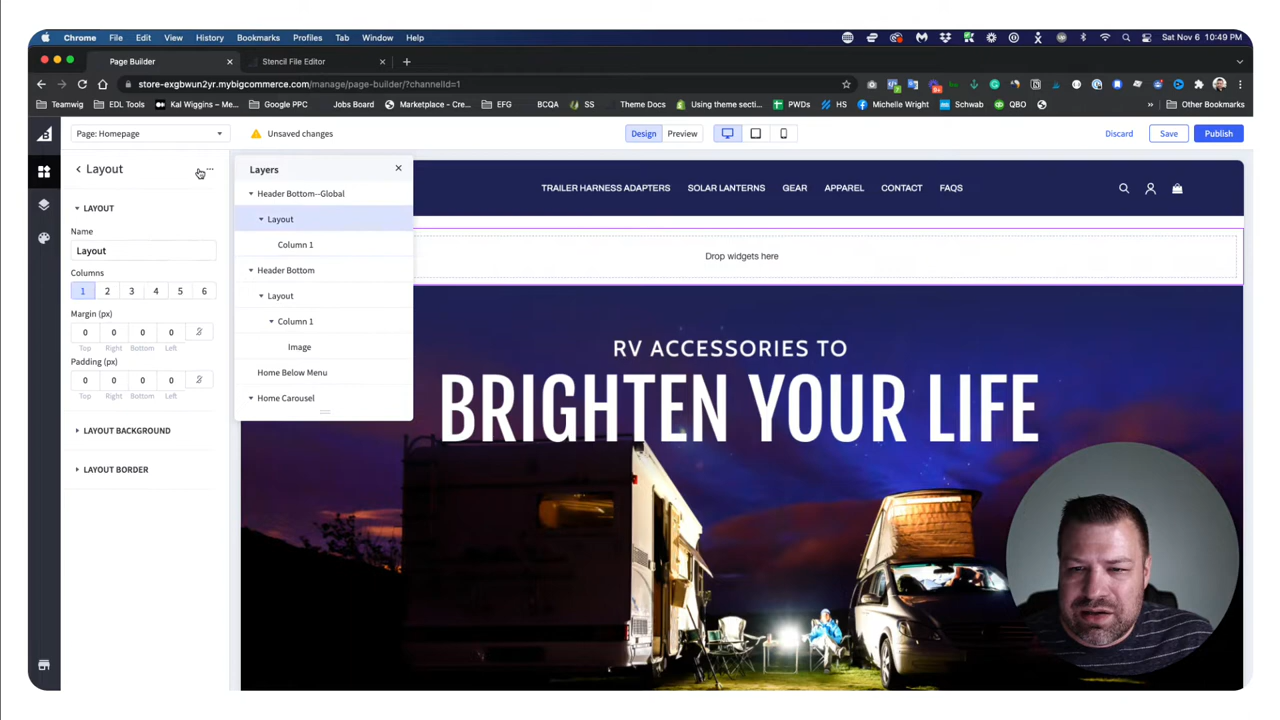 Chrome File Edit View History Bookmarks Profiles Tab Window Help
Sat Nov 6 10:49 PM
Page Builder
Stencil File Editor
store-exgbwun2yr.mybigcommerce.com/manage/page-builder/?channelId=1
Teamwig EDL Tools Kal Wiggins – Me... Google PPC Jobs Board Marketplace - Cre... EFG BCQA SS Theme Docs Using theme secti... PWDs HS Michelle Wright Schwab QBO » Other Bookmarks
Page: Homepage
Unsaved changes
Design Preview
Discard Save Publish
Layout
Layers
LAYOUT
Name
Layout
Columns
1 2 3 4 5 6
Margin (px)
0 0 0 0
Top Right Bottom Left
Padding (px)
0 0 0 0
Top Right Bottom Left
LAYOUT BACKGROUND
LAYOUT BORDER
Header Bottom--Global
Layout
Column 1
Header Bottom
Layout
Column 1
Image
Home Below Menu
Home Carousel
TRAILER HARNESS ADAPTERS SOLAR LANTERNS GEAR APPAREL CONTACT FAQS
Drop widgets here
RV ACCESSORIES TO
BRIGHTEN YOUR LIFE